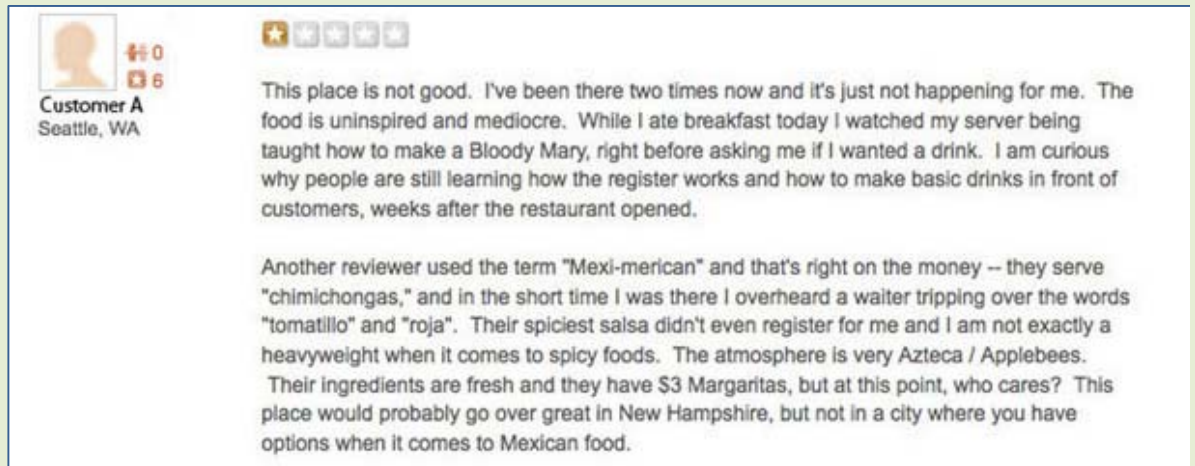 0
6
Customer A
Seattle, WA
This place is not good. I've been there two times now and it's just not happening for me. The
food is uninspired and mediocre. While I ate breakfast today I watched my server being
taught how to make a Bloody Mary, right before asking me if I wanted a drink. I am curious
why people are still learning how the register works and how to make basic drinks in front of
customers, weeks after the restaurant opened.
Another reviewer used the term "Mexi-merican" and that's right on the money -- they serve
"chimichongas," and in the short time I was there I overheard a waiter tripping over the words
"tomatillo" and "roja". Their spiciest salsa didn't even register for me and I am not exactly a
heavyweight when it comes to spicy foods. The atmosphere is very Azteca / Applebees.
Their ingredients are fresh and they have $3 Margaritas, but at this point, who cares? This
place would probably go over great in New Hampshire, but not in a city where you have
options when it comes to Mexican food.